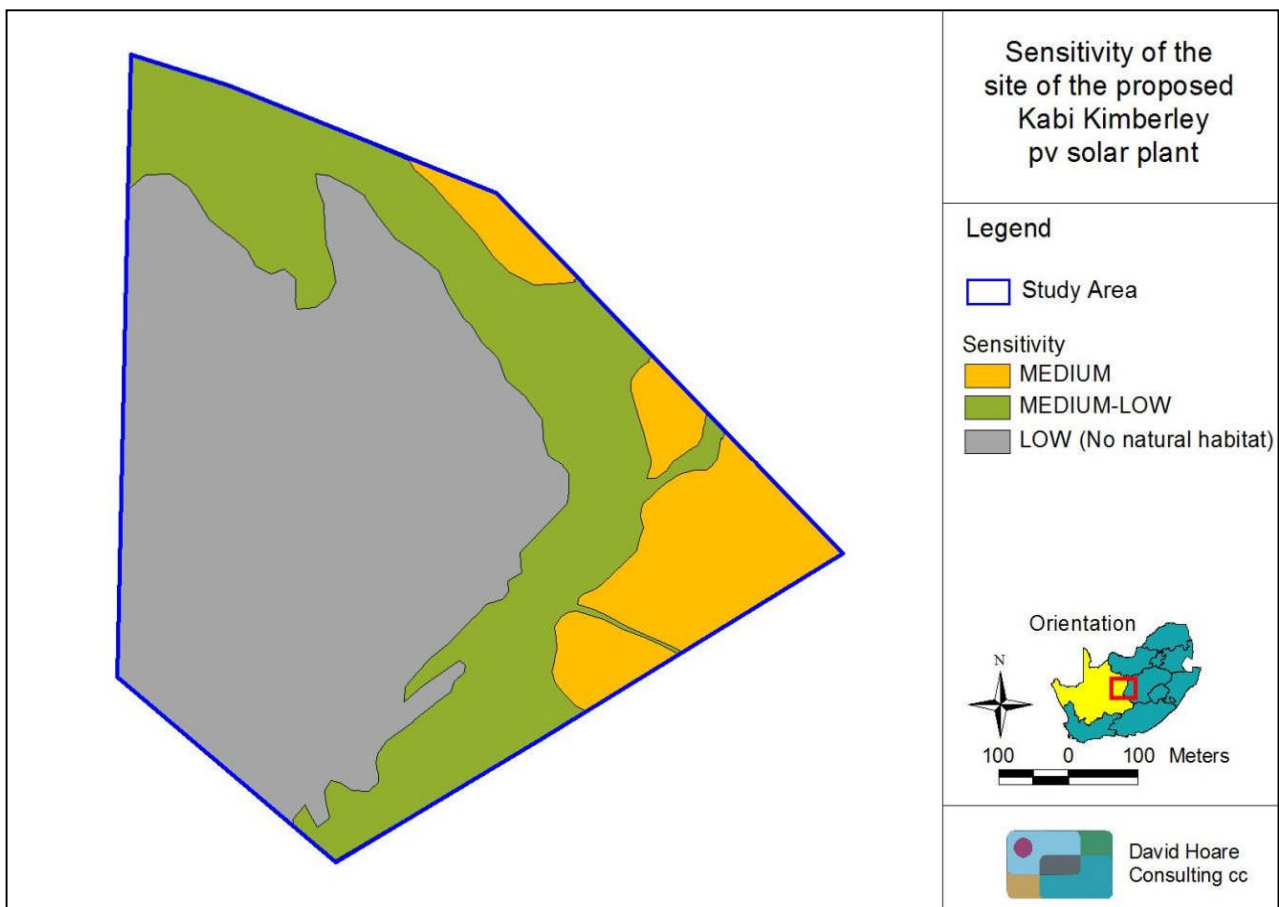 Sensitivity of the
site of the proposed
Kabi Kimberley
pv solar plant
Legend
Study Area
Sensitivity
MEDIUM
MEDIUM-LOW
LOW (No natural habitat)
Orientation
N
100 0 100 Meters
David Hoare
Consulting cc